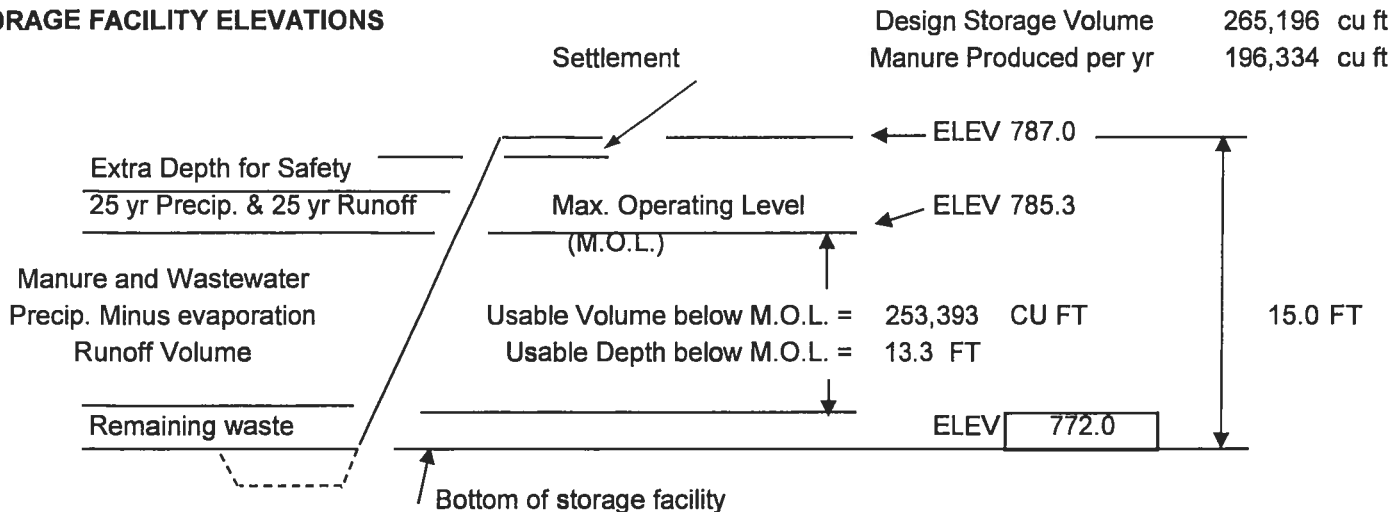 ORAGE FACILITY ELEVATIONS
Design Storage Volume 265,196 cu ft
Settlement
Manure Produced per yr 196,334 cu ft
ELEV 787.0
Extra Depth for Safety
25 yr Precip. & 25 yr Runoff
Max. Operating Level
ELEV 785.3
(M.O.L.)
Manure and Wastewater
Precip. Minus evaporation
Usable Volume below M.O.L. = 253,393 CU FT
15.0 FT
Runoff Volume
Usable Depth below M.O.L. = 13.3 FT
Remaining waste
ELEV 772.0
Bottom of storage facility